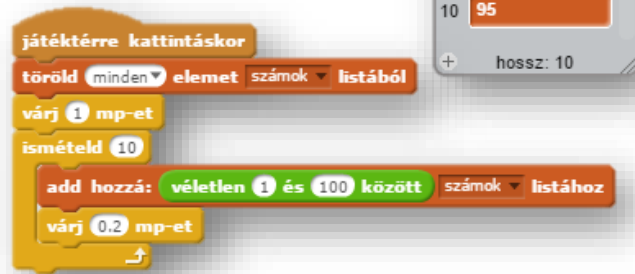 játéktérre kattintáskor
töröld minden elemet számok listából
várj 1 mp-et
ismételd 10
add hozzá: véletlen 1 és 100 között számok listához
várj 0.2 mp-et
10 95
+ hossz: 10